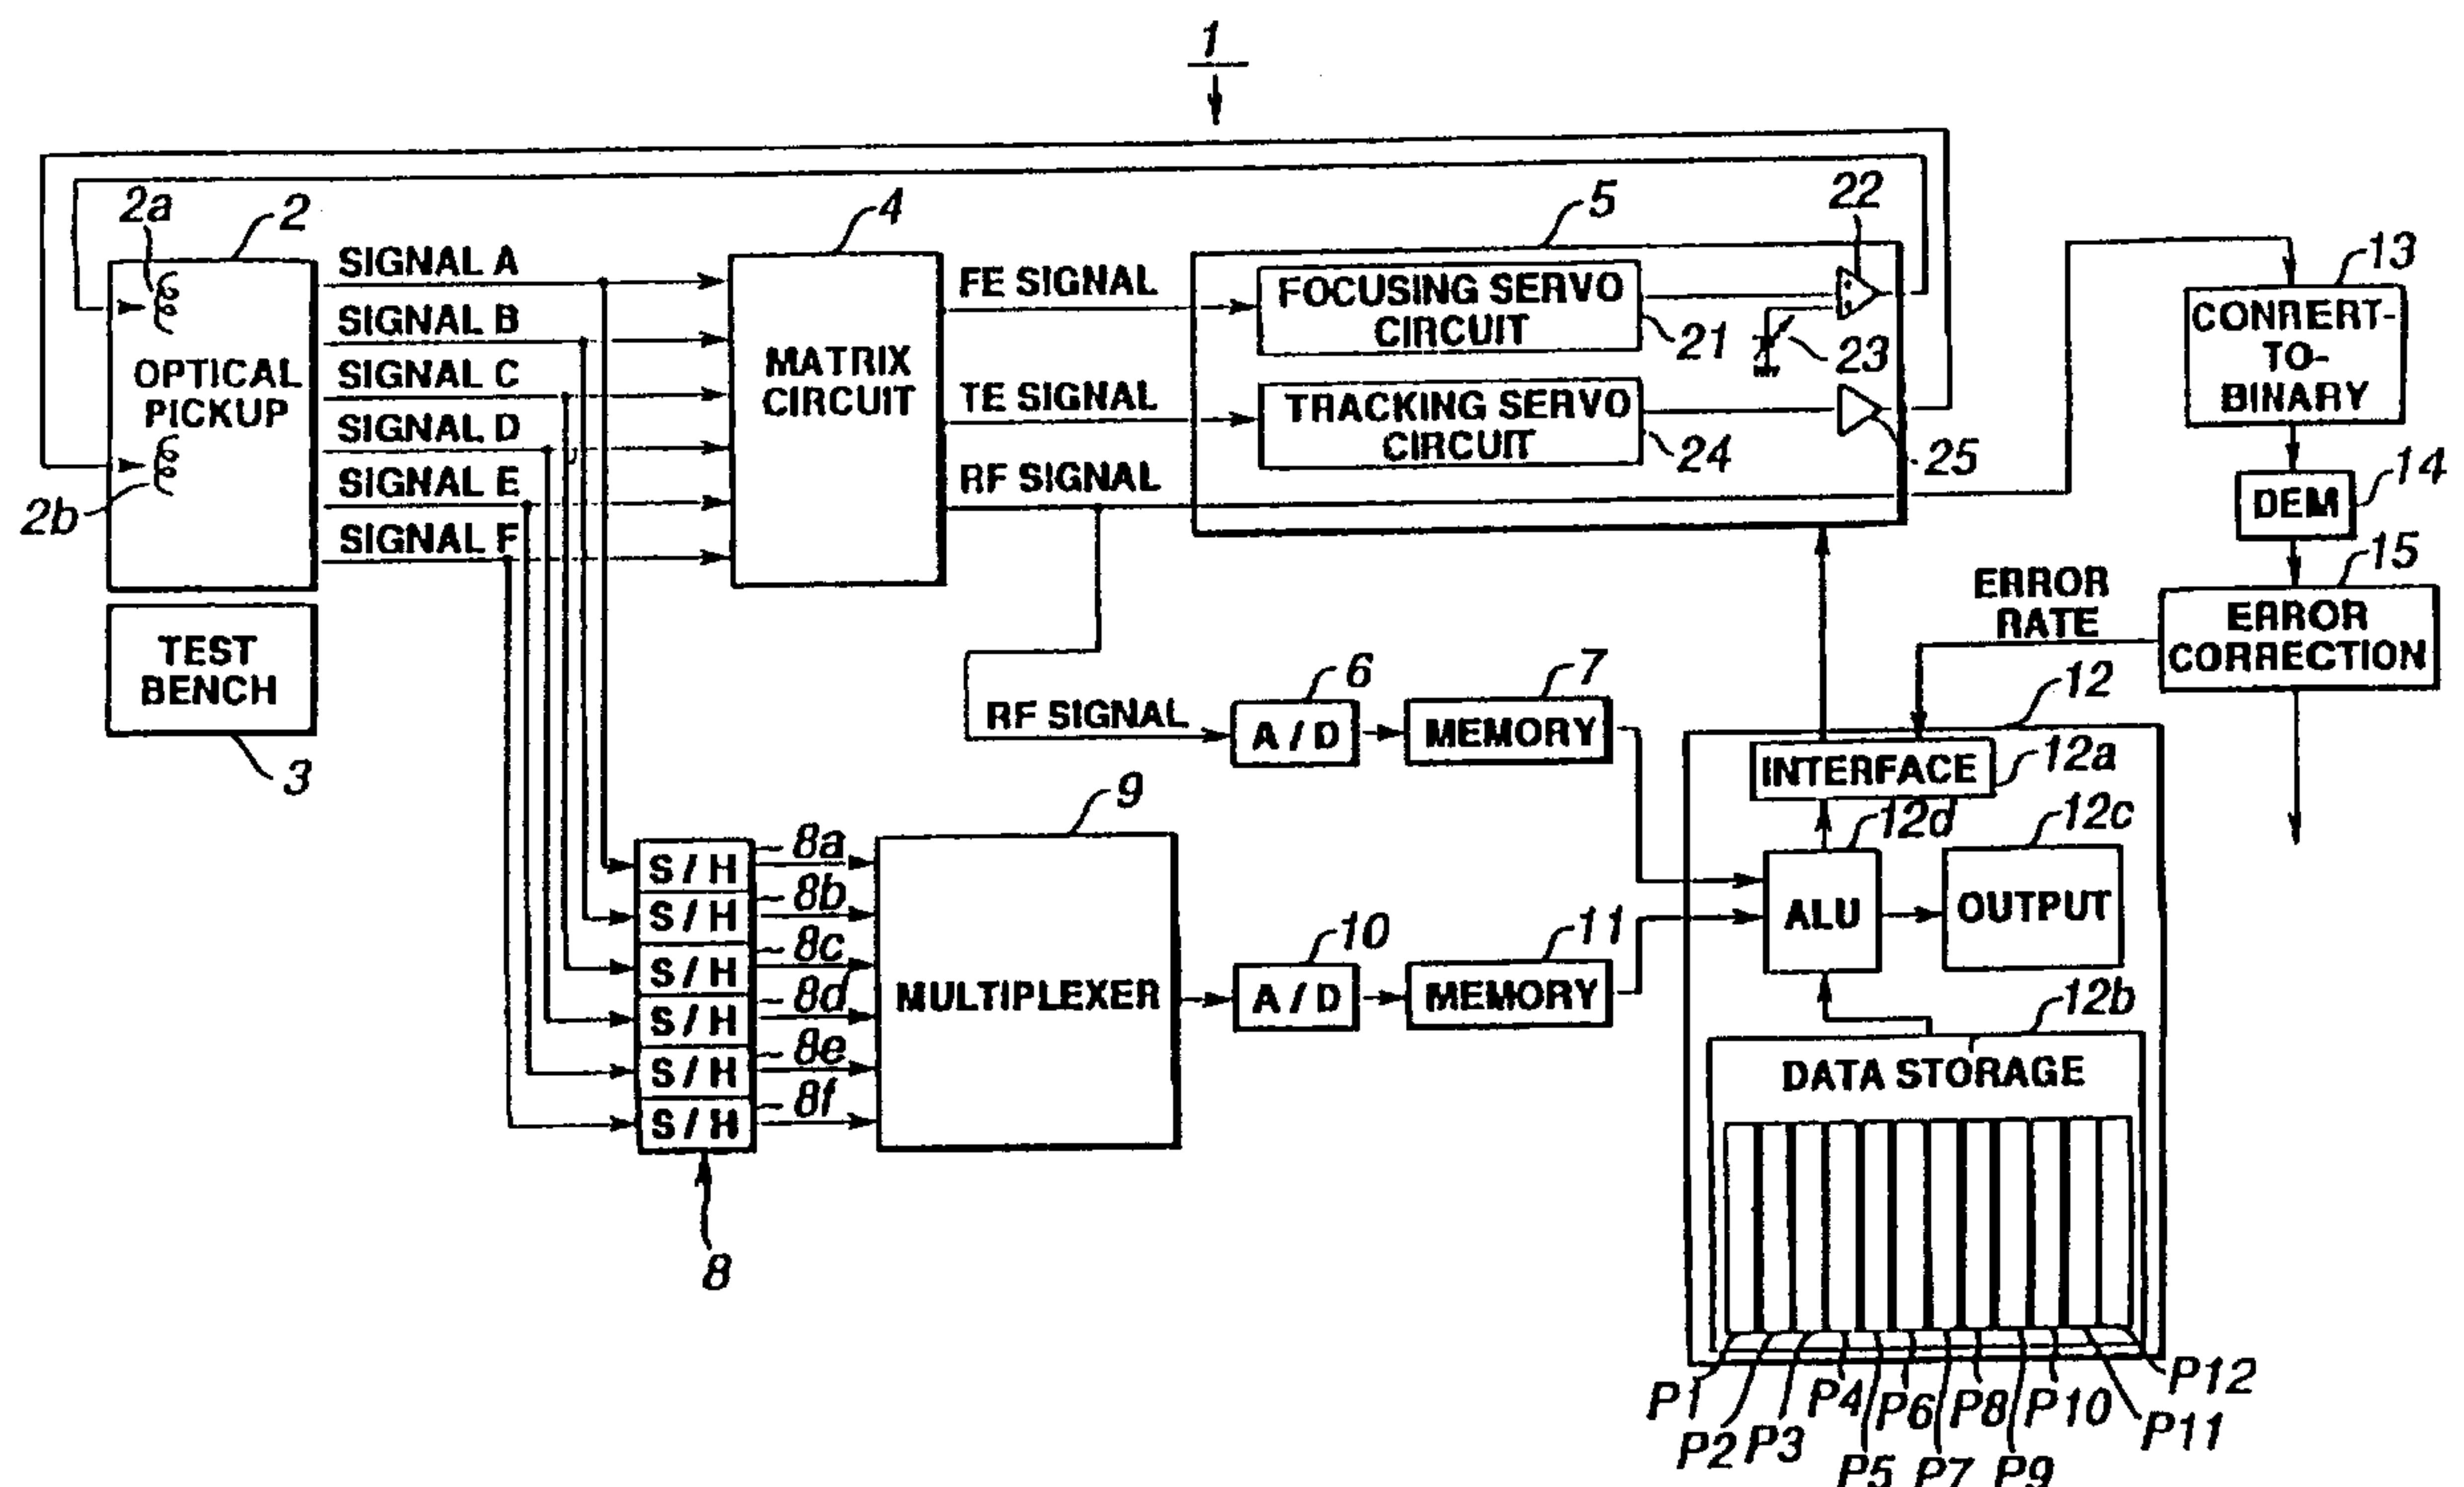 1
2a
2
4
5
22
13
SIGNAL A
SIGNAL B
SIGNAL C
SIGNAL D
SIGNAL E
SIGNAL F
OPTICAL
PICKUP
2b
MATRIX
CIRCUIT
FE SIGNAL
TE SIGNAL
RF SIGNAL
FOCUSING SERVO
CIRCUIT
21
23
TRACKING SERVO
CIRCUIT
24
25
CONRERT-
TO-
BINARY
14
DEM
15
ERROR
CORRECTION
ERROR
RATE
TEST
BENCH
3
RF SIGNAL
6
A/D
7
MEMORY
12
INTERFACE
12a
12d
12c
ALU
OUTPUT
9
S/H
8a
S/H
8b
S/H
8c
S/H
8d
S/H
8e
S/H
8f
8
MULTIPLEXER
10
A/D
11
MEMORY
12b
DATA STORAGE
P1
P2
P3
P4
P5
P6
P7
P8
P9
P10
P11
P12